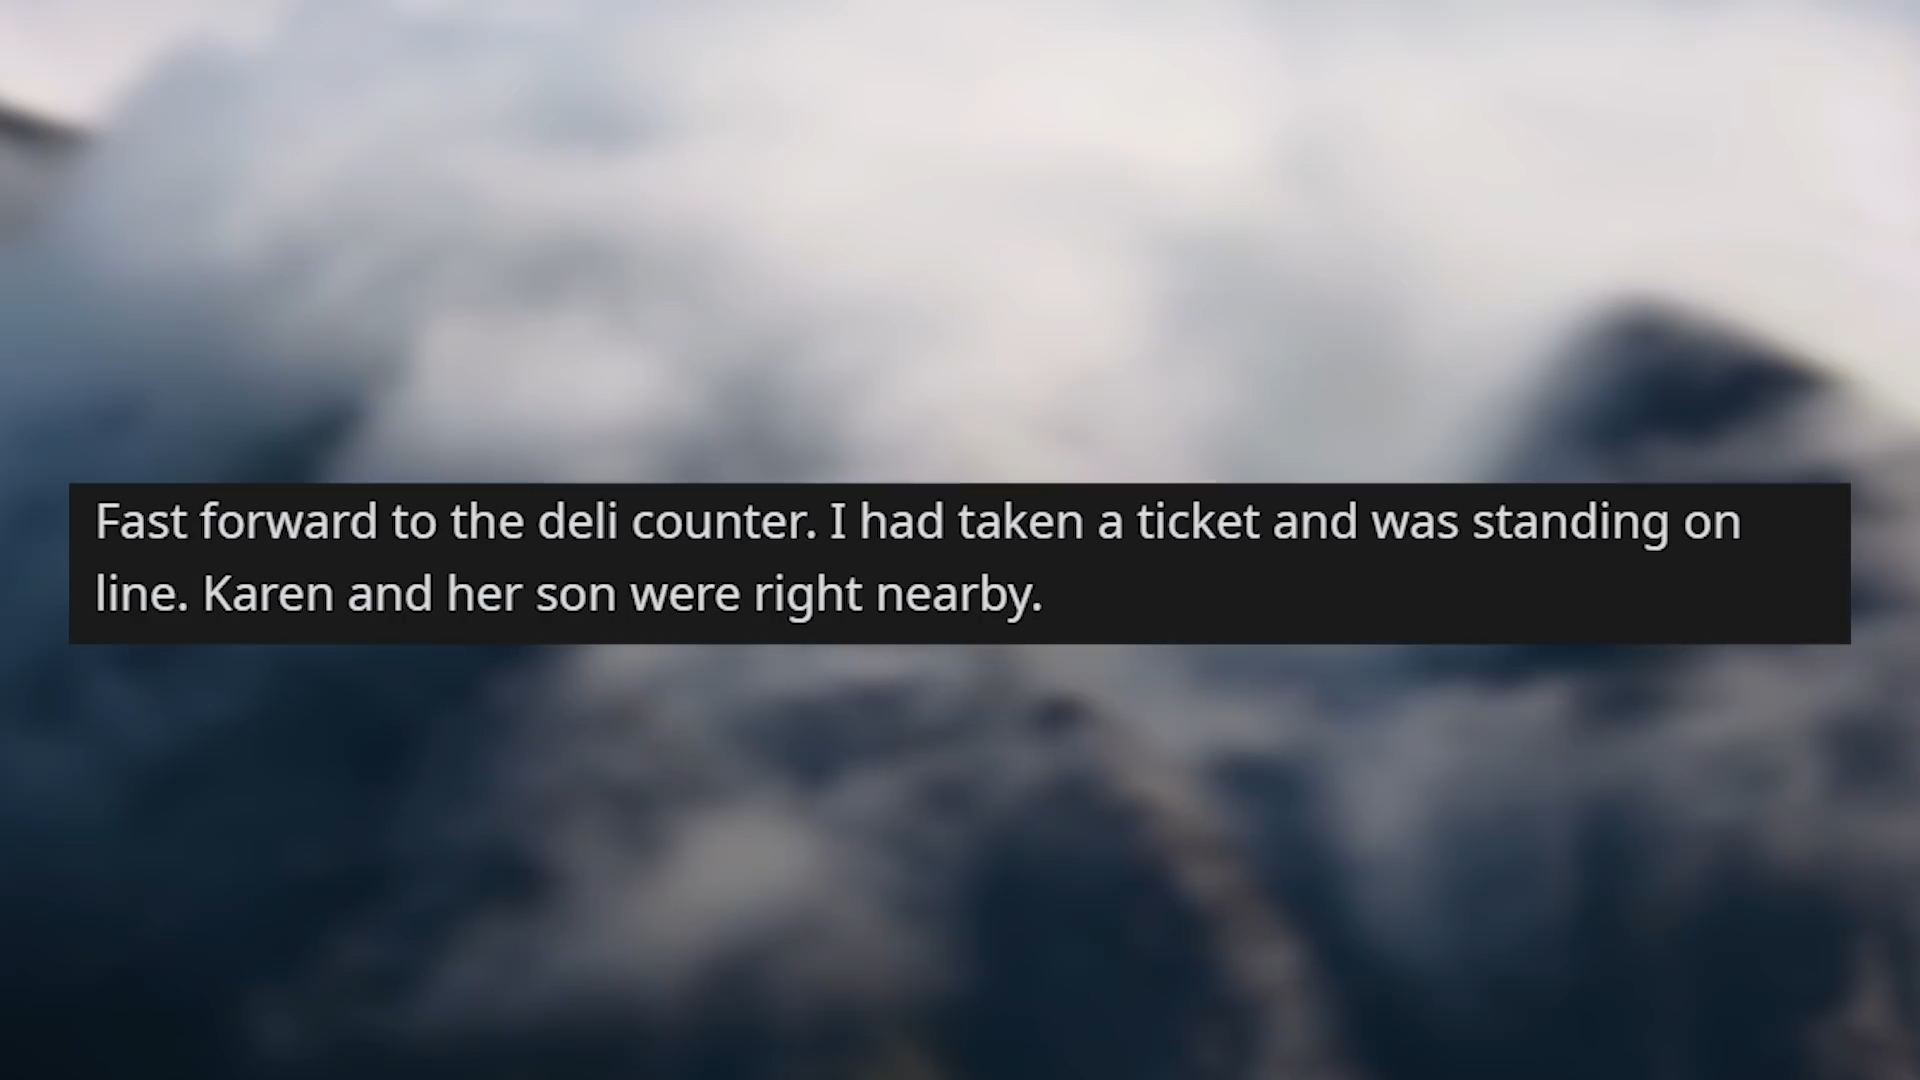 Fast forward to the deli counter. I had taken a ticket and was standing on
line. Karen and her son were right nearby.